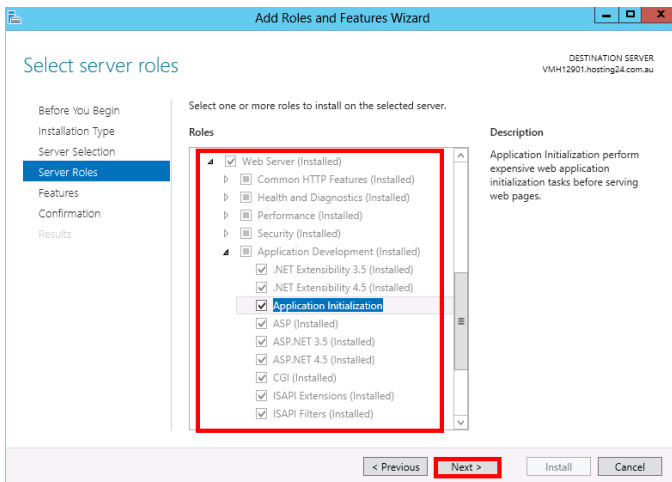 Add Roles and Features Wizard
Select server roles
DESTINATION SERVER
VMH12901.hosting24.com.au
Before You Begin
Installation Type
Server Selection
Server Roles
Features
Confirmation
Results
Select one or more roles to install on the selected server.
Roles
Web Server (Installed)
Common HTTP Features (Installed)
Health and Diagnostics (Installed)
Performance (Installed)
Security (Installed)
Application Development (Installed)
.NET Extensibility 3.5 (Installed)
.NET Extensibility 4.5 (Installed)
Application Initialization
ASP (Installed)
ASP.NET 3.5 (Installed)
ASP.NET 4.5 (Installed)
CGI (Installed)
ISAPI Extensions (Installed)
ISAPI Filters (Installed)
Description
Application Initialization perform
expensive web application
initialization tasks before serving
web pages.
< Previous
Next >
Install
Cancel